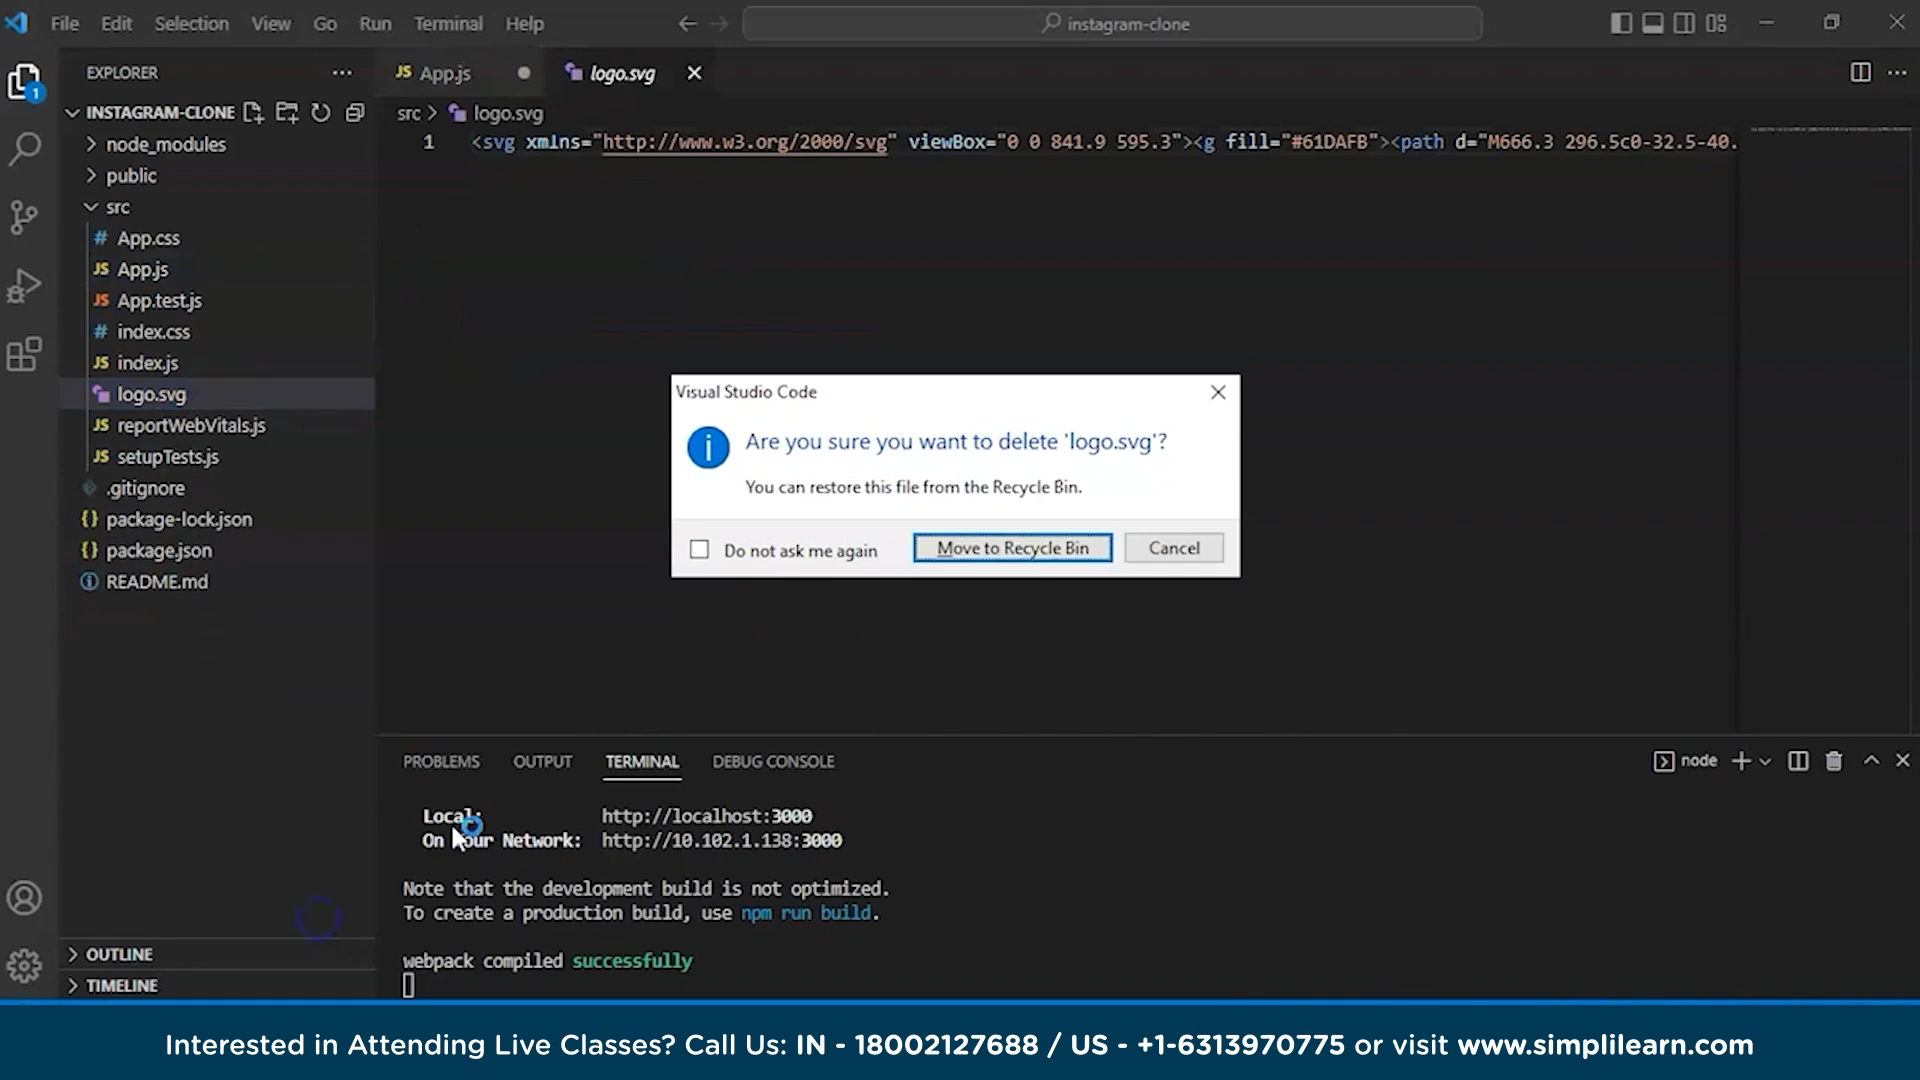 File Edit Selection View Go Run Terminal Help
instagram-clone
EXPLORER
INSTAGRAM-CLONE
node_modules
public
src
App.css
App.js
App.test.js
index.css
index.js
logo.svg
reportWebVitals.js
setupTests.js
.gitignore
package-lock.json
package.json
README.md
OUTLINE
TIMELINE
App.js
logo.svg
src > logo.svg
1 <svg xmlns="http://www.w3.org/2000/svg" viewBox="0 0 841.9 595.3"><g fill="#61DAFB"><path d="M666.3 296.5c0-32.5-40.
Visual Studio Code
Are you sure you want to delete 'logo.svg'?
You can restore this file from the Recycle Bin.
Do not ask me again
Move to Recycle Bin
Cancel
PROBLEMS OUTPUT TERMINAL DEBUG CONSOLE
node
Local: http://localhost:3000
On Your Network: http://10.102.1.138:3000
Note that the development build is not optimized.
To create a production build, use npm run build.
webpack compiled successfully
Interested in Attending Live Classes? Call Us: IN - 18002127688 / US - +1-6313970775 or visit www.simplilearn.com